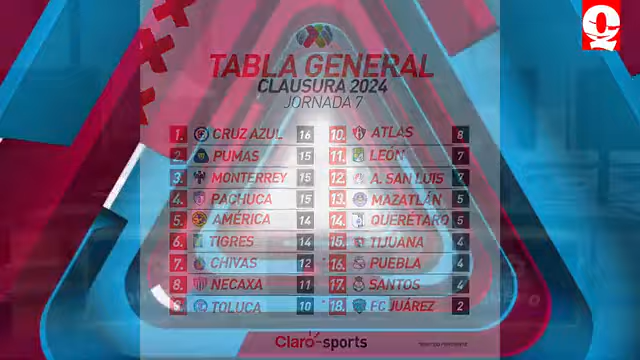 TABLA GENERAL
CLAUSURA 2024
JORNADA 7
1. CRUZ AZUL 16
2. PUMAS 15
3. MONTERREY 15
4. PACHUCA 15
5. AMÉRICA 14
6. TIGRES 14
7. CHIVAS 12
8. NECAXA 11
9. TOLUCA 10
10. ATLAS 8
11. LEÓN 7
12. A. SAN LUIS 7
13. MAZATLÁN 5
14. QUERÉTARO 5
15. TIJUANA 4
16. PUEBLA 4
17. SANTOS 4
18. FC JUÁREZ 2
Claro-sports